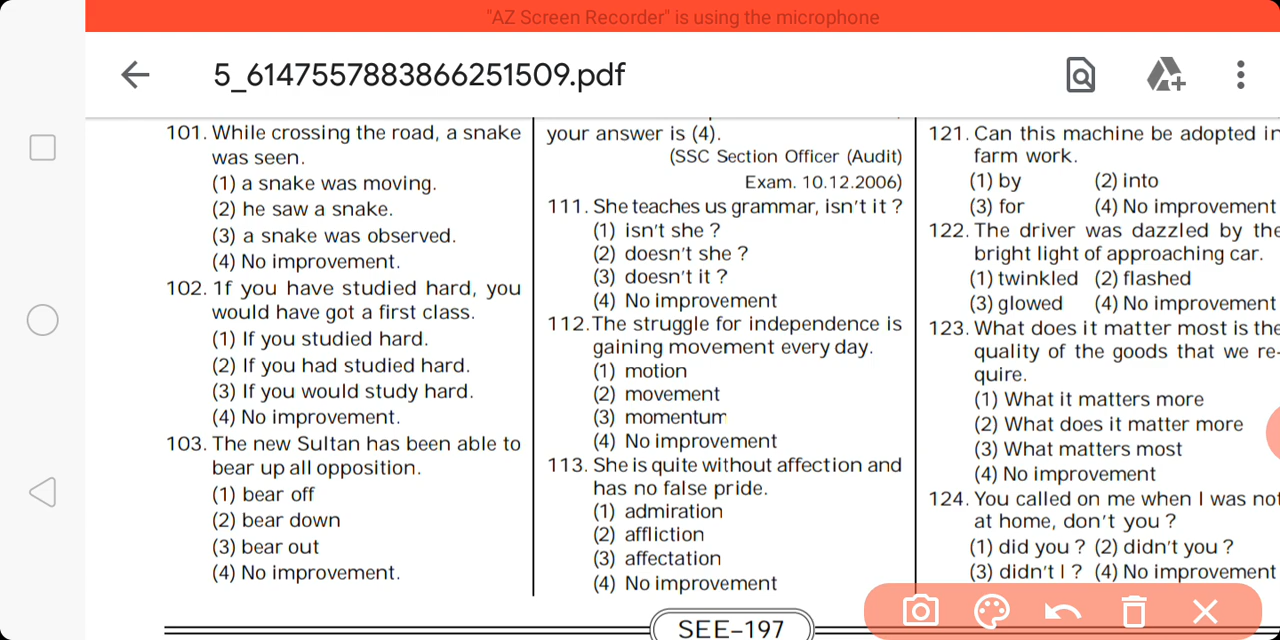 "AZ Screen Recorder" is using the microphone
5_6147557883866251509.pdf
101. While crossing the road, a snake
was seen.
(1) a snake was moving.
(2) he saw a snake.
(3) a snake was observed.
(4) No improvement.
102. 1f you have studied hard, you
would have got a first class.
(1) If you studied hard.
(2) If you had studied hard.
(3) If you would study hard.
(4) No improvement.
103. The new Sultan has been able to
bear up all opposition.
(1) bear off
(2) bear down
(3) bear out
(4) No improvement.
your answer is (4).
(SSC Section Officer (Audit)
Exam. 10.12.2006)
111. She teaches us grammar, isn't it ?
(1) isn't she ?
(2) doesn't she ?
(3) doesn't it ?
(4) No improvement
112. The struggle for independence is
gaining movement every day.
(1) motion
(2) movement
(3) momentum
(4) No improvement
113. She is quite without affection and
has no false pride.
(1) admiration
(2) affliction
(3) affectation
(4) No improvement
121. Can this machine be adopted in
farm work.
(1) by (2) into
(3) for (4) No improvement
122. The driver was dazzled by the
bright light of approaching car.
(1) twinkled (2) flashed
(3) glowed (4) No improvement
123. What does it matter most is the
quality of the goods that we re-
quire.
(1) What it matters more
(2) What does it matter more
(3) What matters most
(4) No improvement
124. You called on me when I was not
at home, don't you ?
(1) did you ? (2) didn't you ?
(3) didn't I ? (4) No improvement
SEE–197